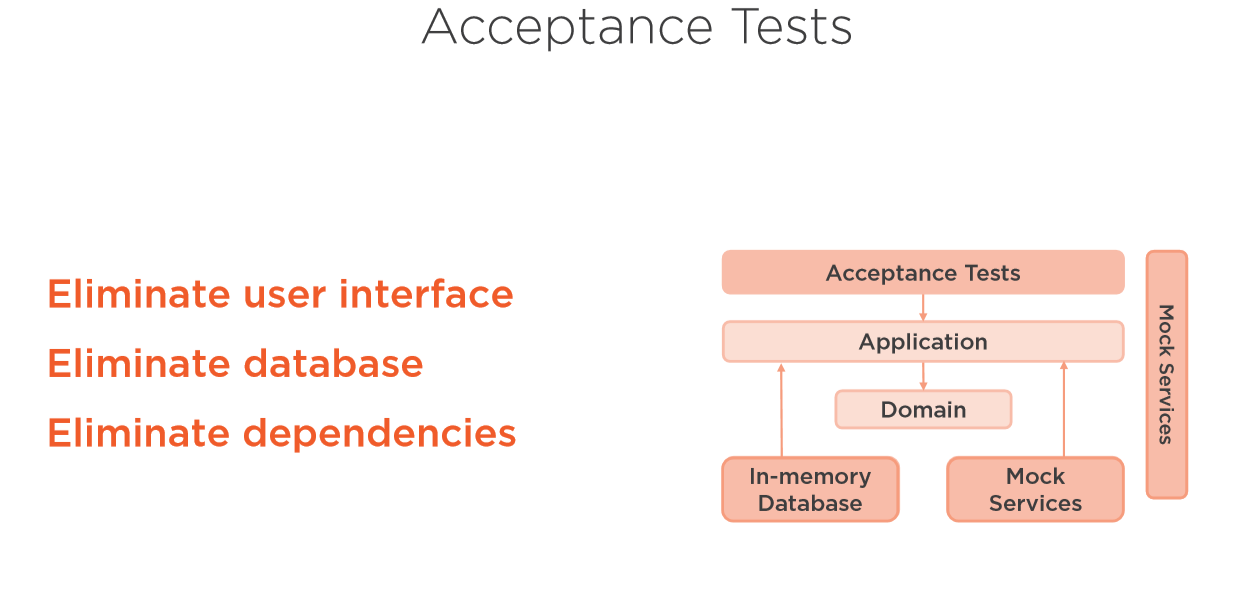 Acceptance Tests
Eliminate user interface
Eliminate database
Eliminate dependencies
Acceptance Tests
Application
Domain
In-memory
Database
Mock
Services
Mock Services